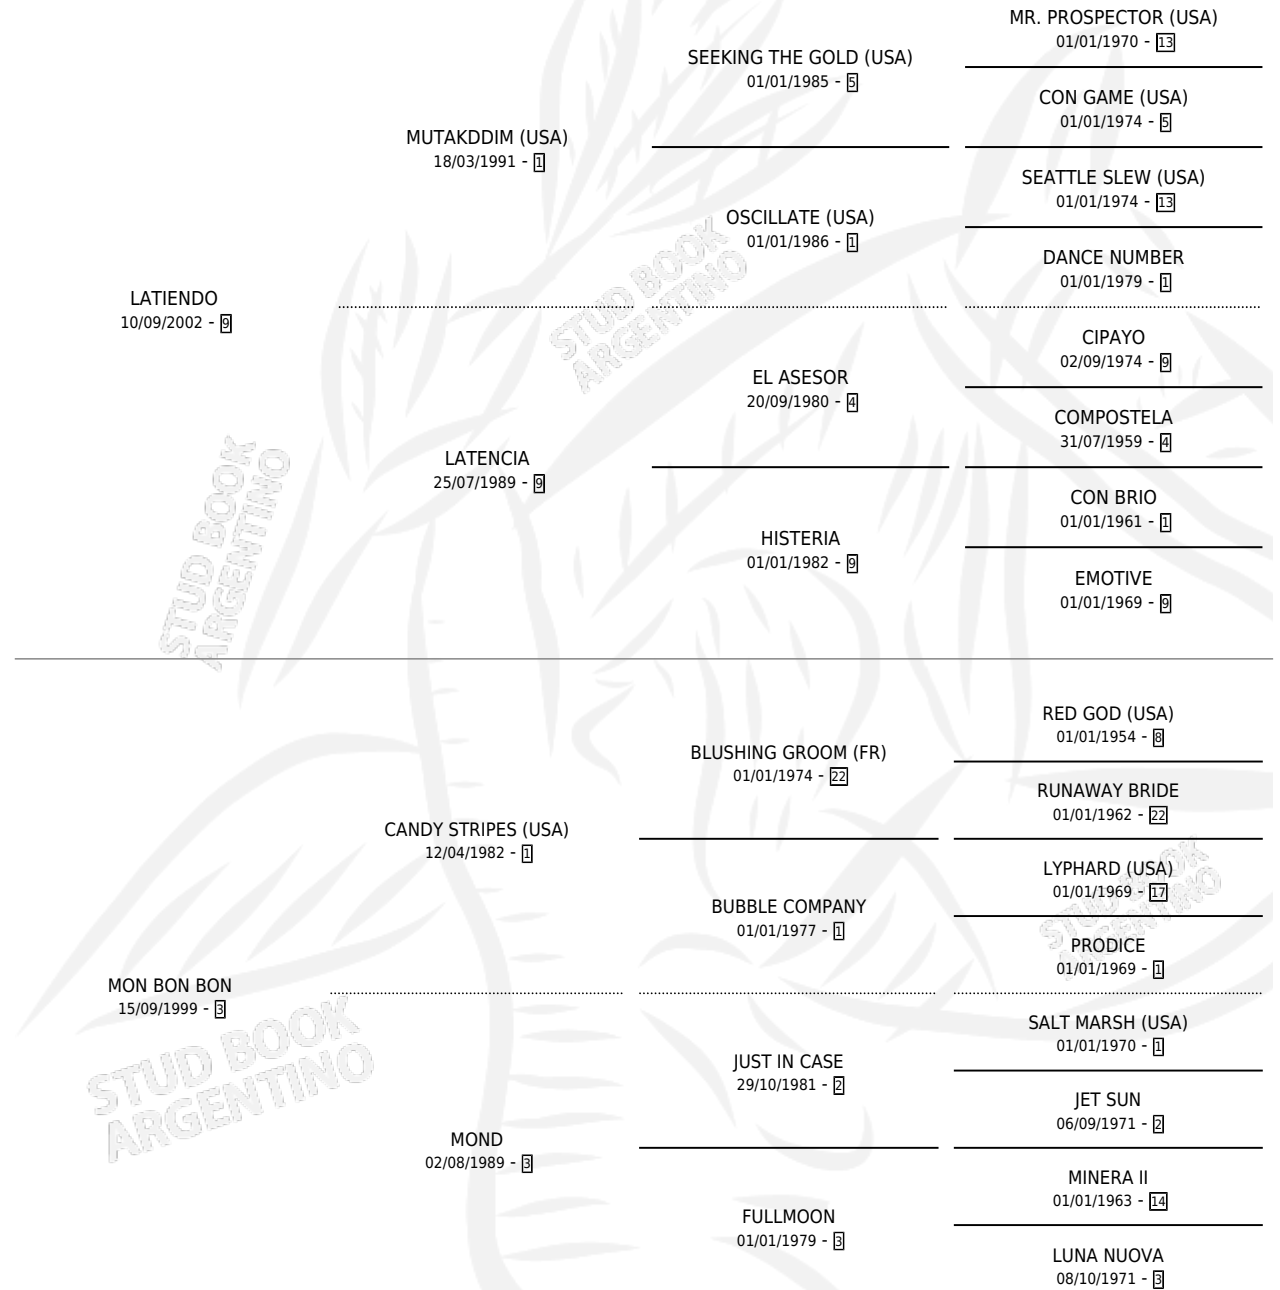 MR. PROSPECTOR (USA)
01/01/1970 - 13
SEEKING THE GOLD (USA)
01/01/1985 - 5
CON GAME (USA)
01/01/1974 - 5
MUTAKDDIM (USA)
18/03/1991 - 1
SEATTLE SLEW (USA)
01/01/1974 - 13
OSCILLATE (USA)
01/01/1986 - 1
DANCE NUMBER
01/01/1979 - 1
LATIENDO
10/09/2002 - 9
STUD BOOK
ARGENTINO
CIPAYO
02/09/1974 - 9
EL ASESOR
20/09/1980 - 4
COMPOSTELA
31/07/1959 - 4
LATENCIA
25/07/1989 - 9
CON BRIO
01/01/1961 - 1
HISTERIA
01/01/1982 - 9
EMOTIVE
01/01/1969 - 9
STUD BOOK
ARGENTINO
RED GOD (USA)
01/01/1954 - 8
BLUSHING GROOM (FR)
01/01/1974 - 22
RUNAWAY BRIDE
01/01/1962 - 22
CANDY STRIPES (USA)
12/04/1982 - 1
LYPHARD (USA)
01/01/1969 - 17
BUBBLE COMPANY
01/01/1977 - 1
STUD BOOK
ARGENTINO
PRODICE
01/01/1969 - 1
MON BON BON
15/09/1999 - 3
SALT MARSH (USA)
01/01/1970 - 1
JUST IN CASE
29/10/1981 - 2
JET SUN
06/09/1971 - 2
STUD BOOK
ARGENTINO
MOND
02/08/1989 - 3
MINERA II
01/01/1963 - 14
FULLMOON
01/01/1979 - 3
LUNA NUOVA
08/10/1971 - 3